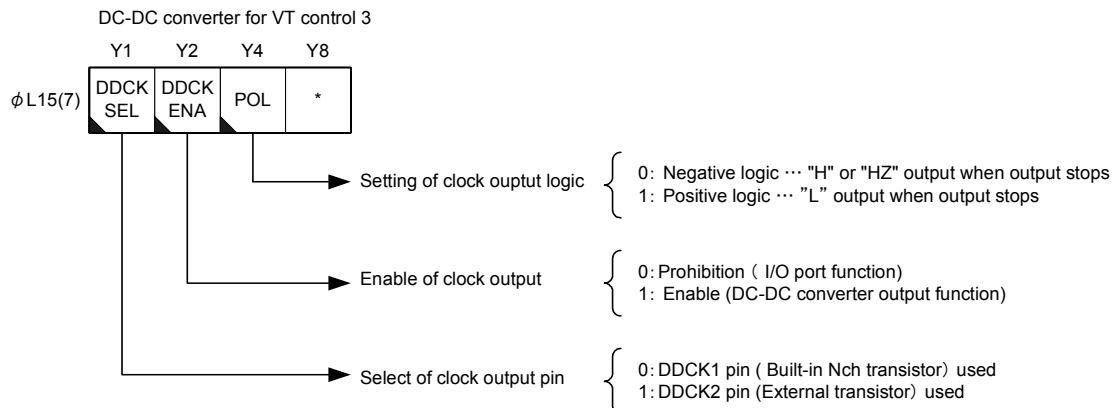 DC-DC converter for VT control 3
Y1 Y2 Y4 Y8
ϕL15(7)
DDCK SEL
DDCK ENA
POL
*
Setting of clock ouptut logic
0: Negative logic ⋯ "H" or "HZ" output when output stops
1: Positive logic ⋯ ”L” output when output stops
Enable of clock output
0: Prohibition ( I/O port function)
1: Enable (DC-DC converter output function)
Select of clock output pin
0: DDCK1 pin ( Built-in Nch transistor) used
1: DDCK2 pin (External transistor) used